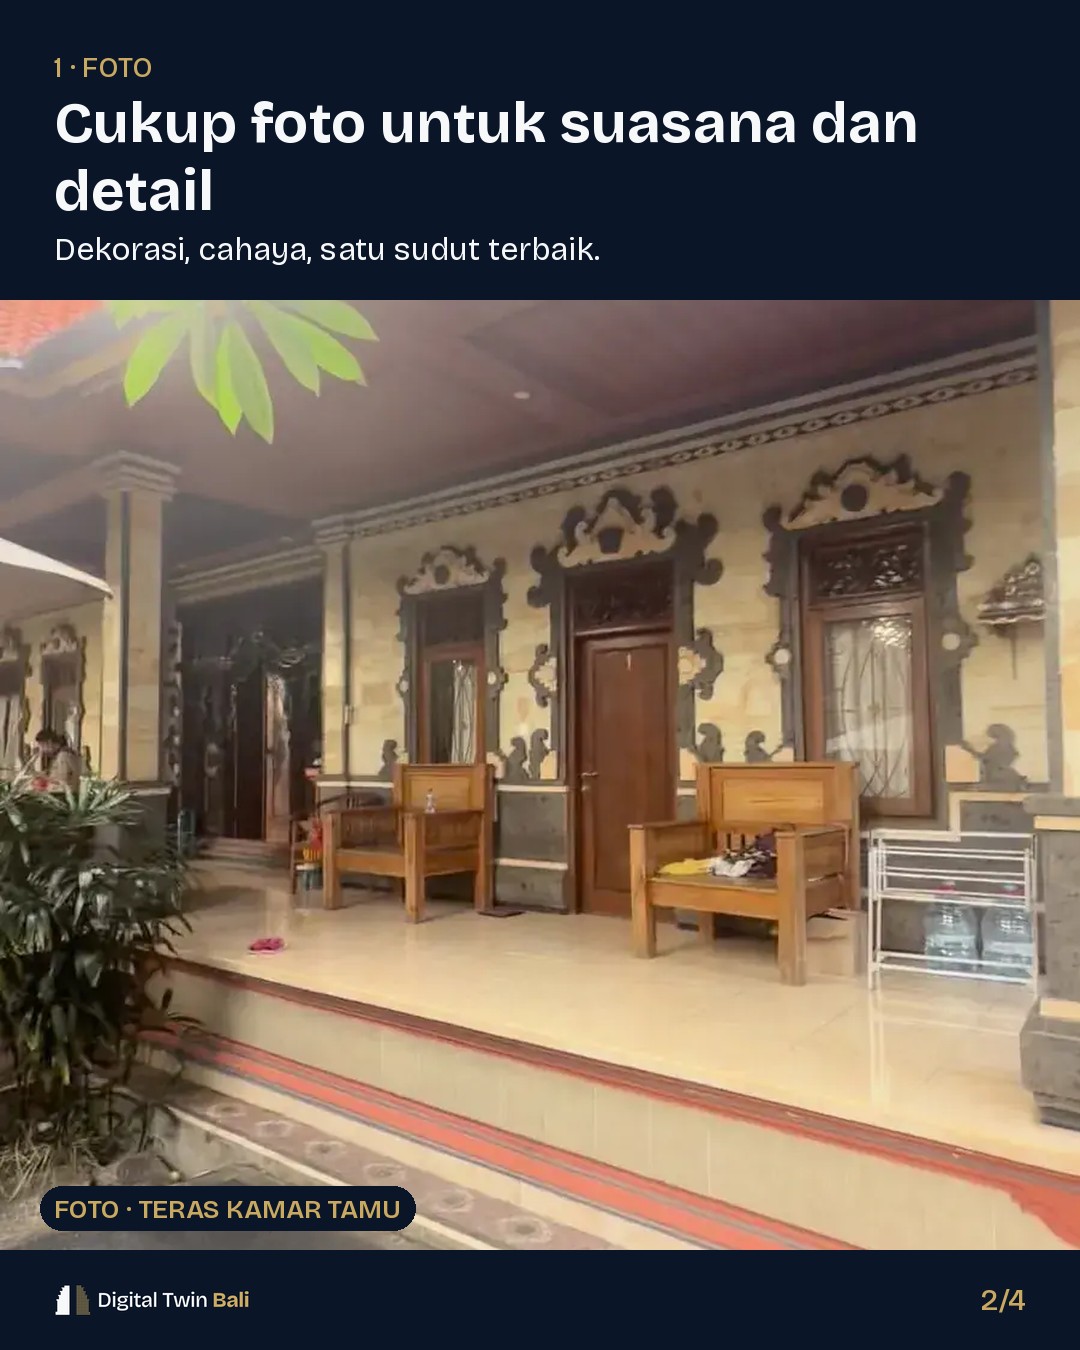 1 · FOTO
Cukup foto untuk suasana dan
detail
Dekorasi, cahaya, satu sudut terbaik.
FOTO · TERAS KAMAR TAMU
Digital Twin Bali
2/4